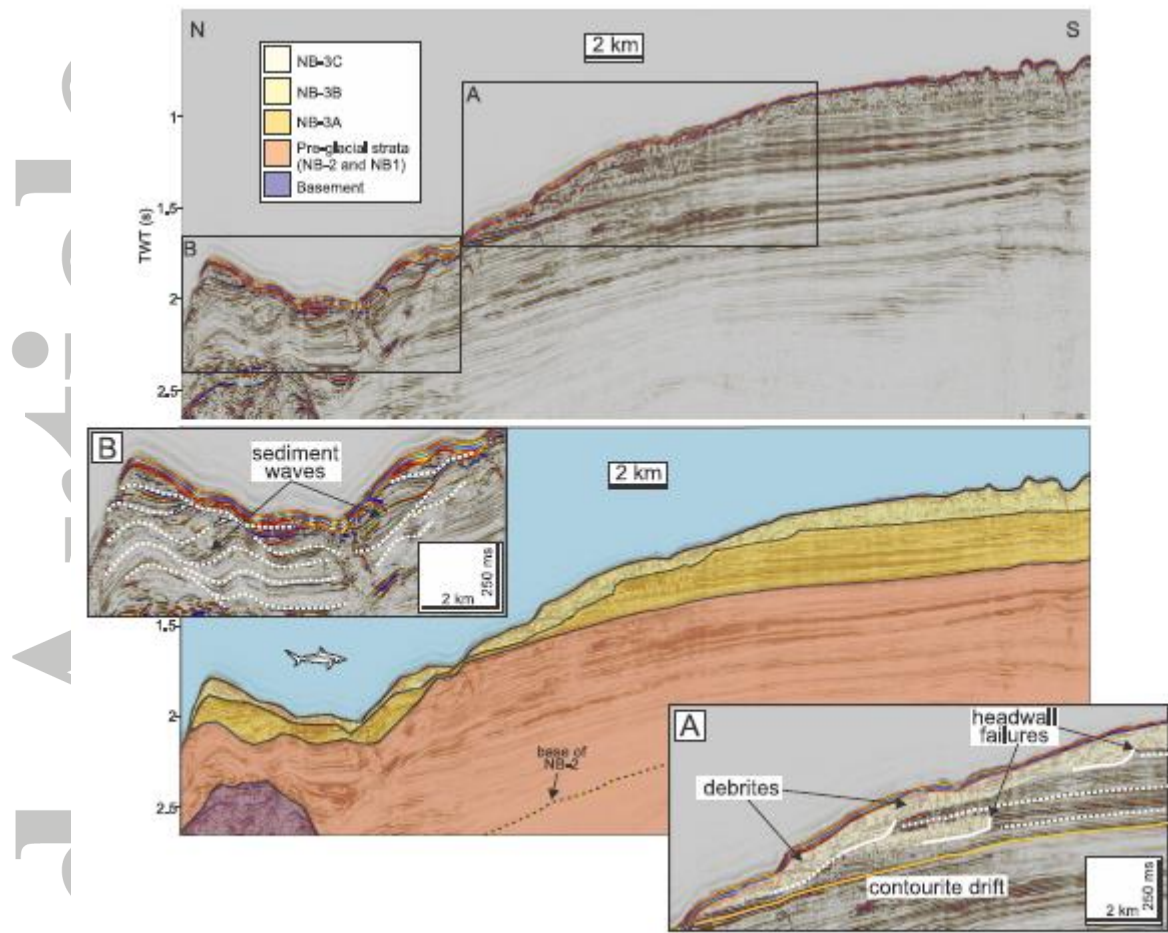 N
S
2 km
NB-3C
NB-3B
NB-3A
Pre-glacial strata
(NB-2 and NB1)
Basement
A
B
1
1.5
2
2.5
TWT (s)
B
sediment
waves
2 km
250 ms
2 km
1.5
2
2.5
base of
NB-2
A
headwall
failures
debrites
contourite drift
2 km
250 ms